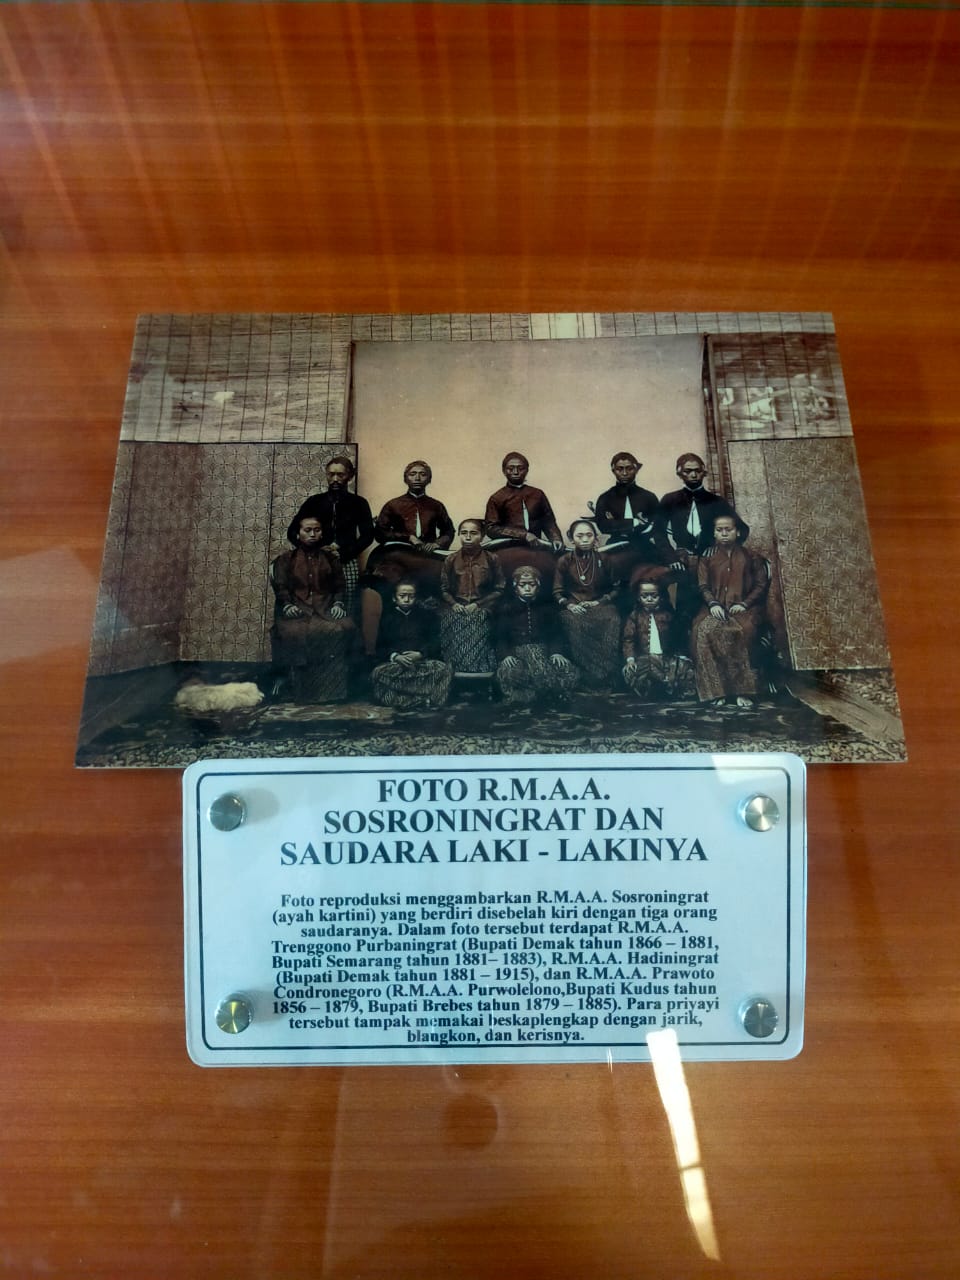 FOTO R.M.A.A.
SOSRONINGRAT DAN
SAUDARA LAKI - LAKINYA
Foto reproduksi menggambarkan R.M.A.A. Sosroningrat
(ayah kartini) yang berdiri disebelah kiri dengan tiga orang
saudaranya. Dalam foto tersebut terdapat R.M.A.A.
Trenggono Purbaningrat (Bupati Demak tahun 1866 – 1881,
Bupati Semarang tahun 1881– 1883), R.M.A.A. Hadiningrat
(Bupati Demak tahun 1881 – 1915), dan R.M.A.A. Prawoto
Condronegoro (R.M.A.A. Purwolelono,Bupati Kudus tahun
1856 – 1879, Bupati Brebes tahun 1879 – 1885). Para priyayi
tersebut tampak memakai beskaplengkap dengan jarik,
blangkon, dan kerisnya.